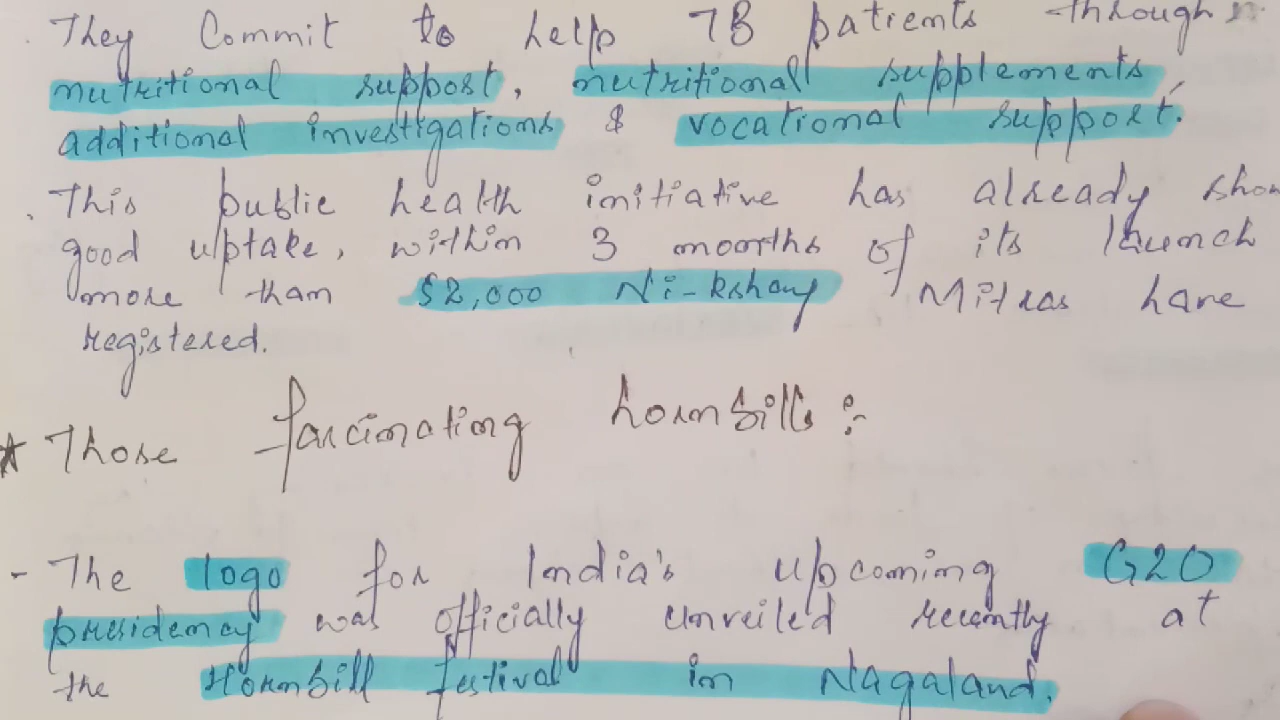 . They Commit to help TB patients through
nutritional support, nutritional supplements,
additional investigations & vocational support.
. This public health initiative has already
good uptake, within 3 months of its launch
more than 52,000 Ni-kshay Mitras have
registered.
* Those fascinating hornbills :-
- The logo for India's upcoming G20
presidency was officially unveiled recently at
the Hornbill festival in Nagaland.